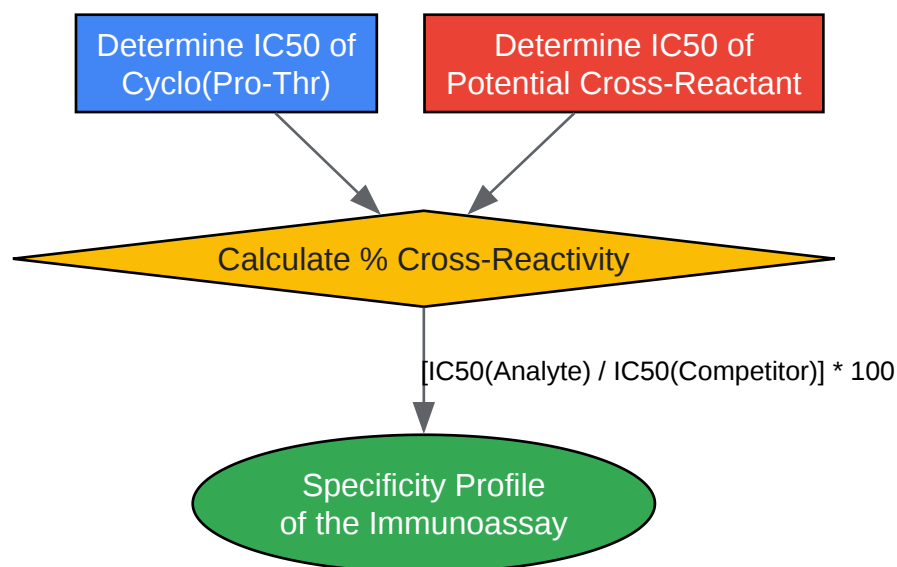 Determine IC50 of
Cyclo(Pro-Thr)
Determine IC50 of
Potential Cross-Reactant
Calculate % Cross-Reactivity
[IC50(Analyte) / IC50(Competitor)] * 100
Specificity Profile
of the Immunoassay